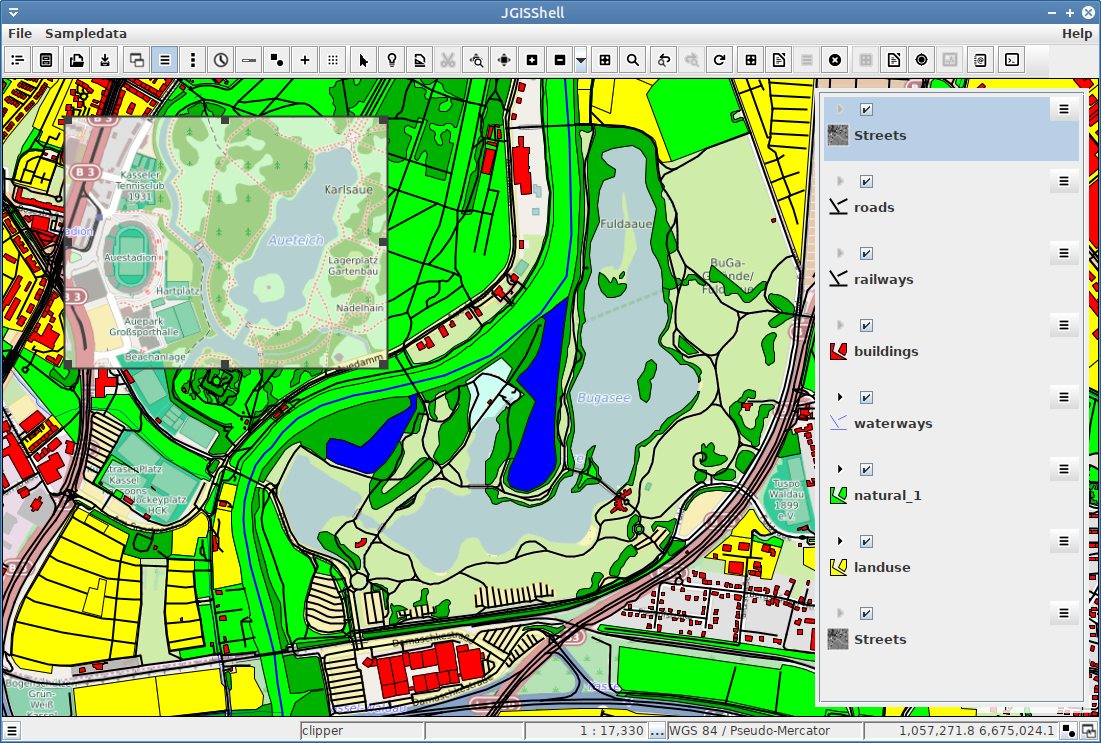 JGISShell
File Sampledata Help
B 3
Kasseler
Tennisclub
1931
Karlsaue
Aueteich
Auestadion
Lagerplatz
Gartenbau
Hartplatz
Nadelhain
Auepark
Großsporthalle
Beachanlage
Auedamm
Fuldaaue
BuGa-
Bugasee
Kassel
HCK
Tuspo
Waldau
1899
e.V.
Grün-
Weiß
Streets
roads
railways
buildings
waterways
natural_1
landuse
Streets
clipper
1 : 17,330
...
WGS 84 / Pseudo-Mercator
1,057,271.8 6,675,024.1